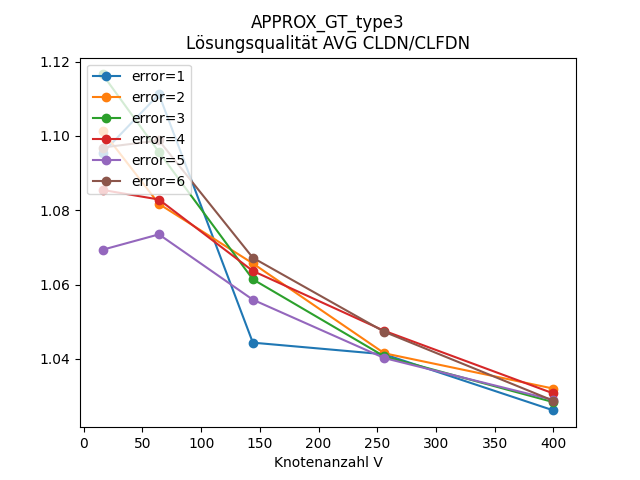 APPROX_GT_type3
Lösungsqualität AVG CLDN/CLFDN
1.12
1.10
1.08
1.06
1.04
error=1
error=2
error=3
error=4
error=5
error=6
0 50 100 150 200 250 300 350 400
Knotenanzahl V